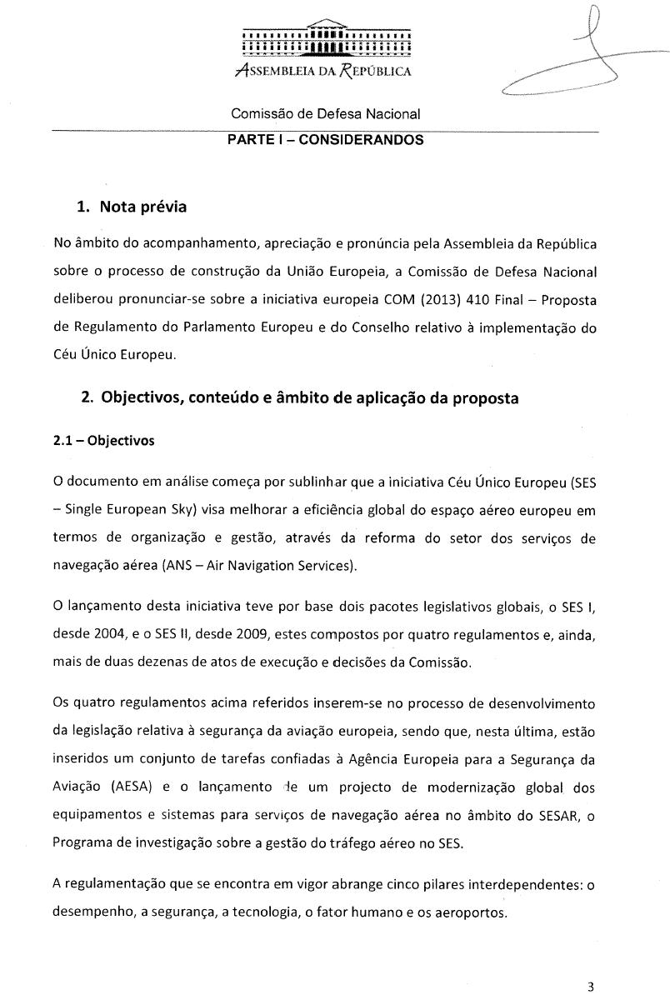 ASSEMBLEIA DA REPÚBLICA
Comissão de Defesa Nacional
PARTE I – CONSIDERANDOS
1. Nota prévia
No âmbito do acompanhamento, apreciação e pronúncia pela Assembleia da República
sobre o processo de construção da União Europeia, a Comissão de Defesa Nacional
deliberou pronunciar-se sobre a iniciativa europeia COM (2013) 410 Final – Proposta
de Regulamento do Parlamento Europeu e do Conselho relativo à implementação do
Céu Único Europeu.
2. Objectivos, conteúdo e âmbito de aplicação da proposta
2.1 – Objectivos
O documento em análise começa por sublinhar que a iniciativa Céu Único Europeu (SES
– Single European Sky) visa melhorar a eficiência global do espaço aéreo europeu em
termos de organização e gestão, através da reforma do setor dos serviços de
navegação aérea (ANS – Air Navigation Services).
O lançamento desta iniciativa teve por base dois pacotes legislativos globais, o SES I,
desde 2004, e o SES II, desde 2009, estes compostos por quatro regulamentos e, ainda,
mais de duas dezenas de atos de execução e decisões da Comissão.
Os quatro regulamentos acima referidos inserem-se no processo de desenvolvimento
da legislação relativa à segurança da aviação europeia, sendo que, nesta última, estão
inseridos um conjunto de tarefas confiadas à Agência Europeia para a Segurança da
Aviação (AESA) e o lançamento de um projecto de modernização global dos
equipamentos e sistemas para serviços de navegação aérea no âmbito do SESAR, o
Programa de investigação sobre a gestão do tráfego aéreo no SES.
A regulamentação que se encontra em vigor abrange cinco pilares interdependentes: o
desempenho, a segurança, a tecnologia, o fator humano e os aeroportos.
3